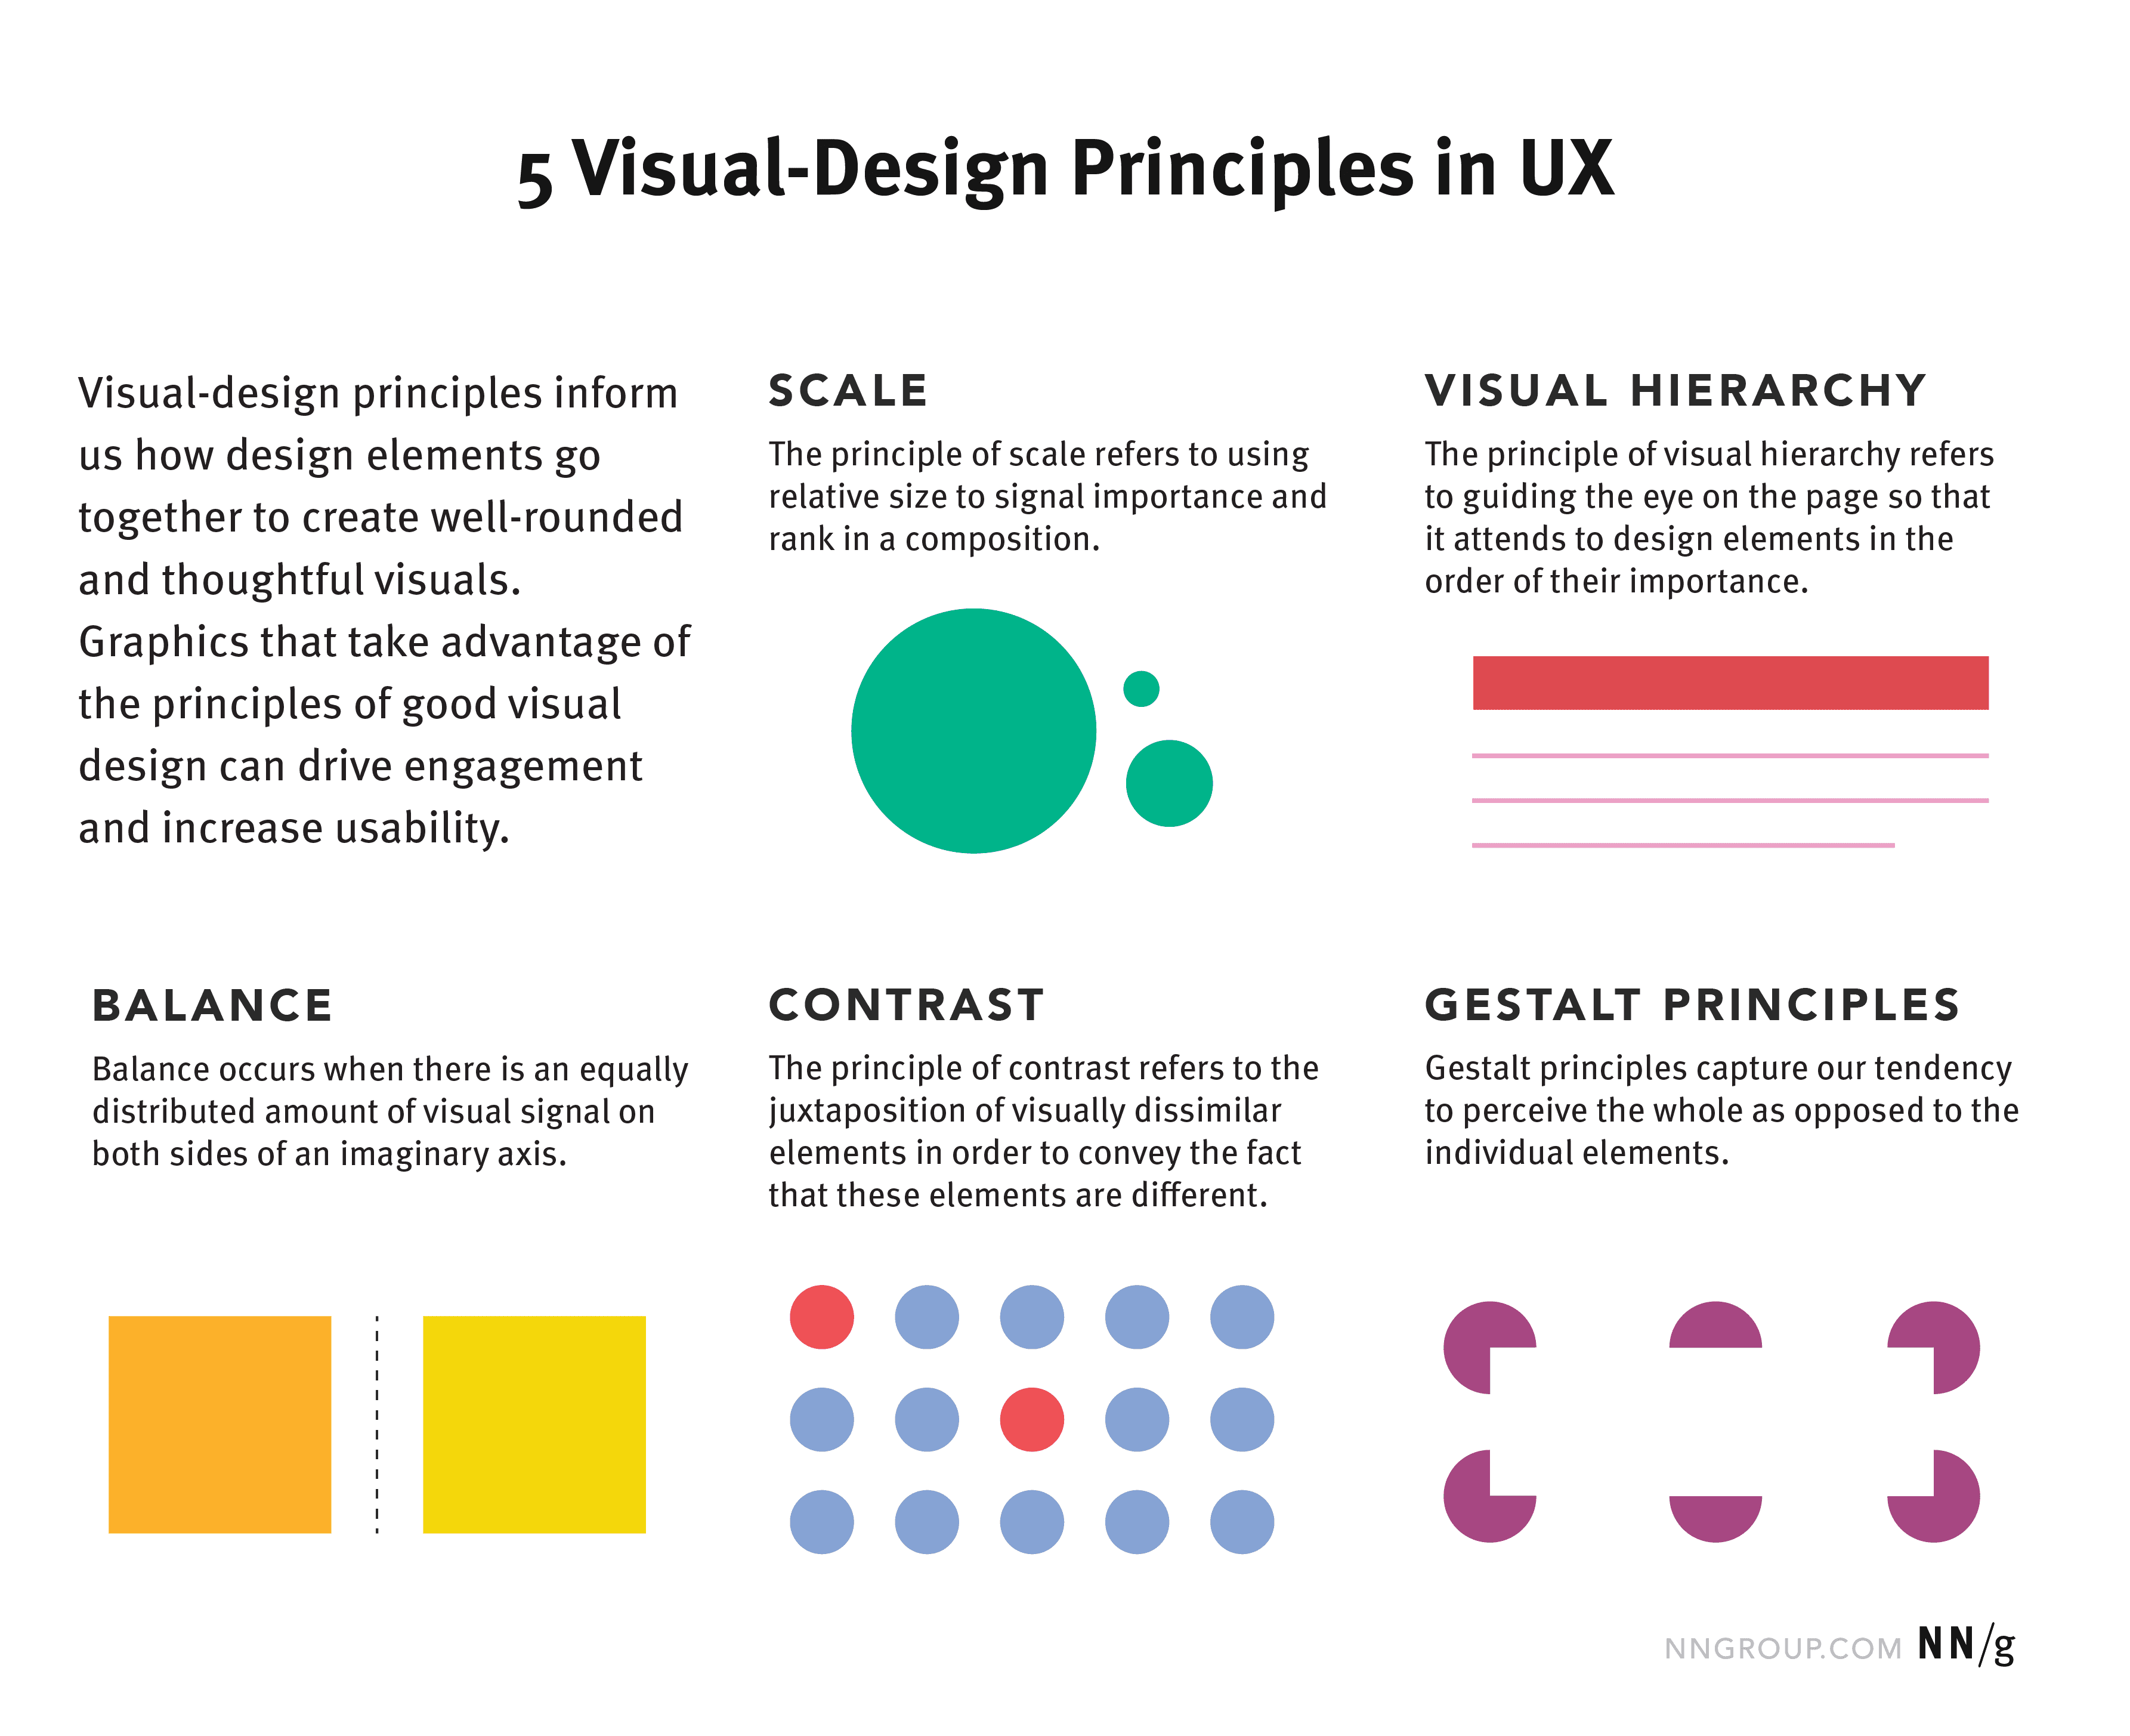 5 Visual-Design Principles in UX
Visual-design principles inform
us how design elements go
together to create well-rounded
and thoughtful visuals.
Graphics that take advantage of
the principles of good visual
design can drive engagement
and increase usability.
SCALE
The principle of scale refers to using
relative size to signal importance and
rank in a composition.
VISUAL HIERARCHY
The principle of visual hierarchy refers
to guiding the eye on the page so that
it attends to design elements in the
order of their importance.
BALANCE
Balance occurs when there is an equally
distributed amount of visual signal on
both sides of an imaginary axis.
CONTRAST
The principle of contrast refers to the
juxtaposition of visually dissimilar
elements in order to convey the fact
that these elements are different.
GESTALT PRINCIPLES
Gestalt principles capture our tendency
to perceive the whole as opposed to the
individual elements.
NNGROUP.COM NN/g